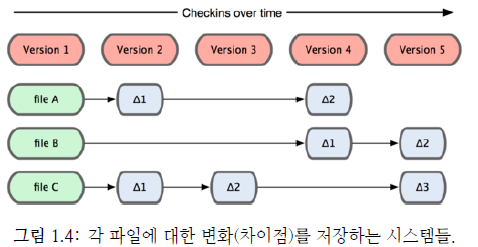 Checkins over time
Version 1 Version 2 Version 3 Version 4 Version 5
file A Δ1 Δ2
file B Δ1 Δ2
file C Δ1 Δ2 Δ3
그림 1.4: 각 파일에 대한 변화(차이점)를 저장하는 시스템들.